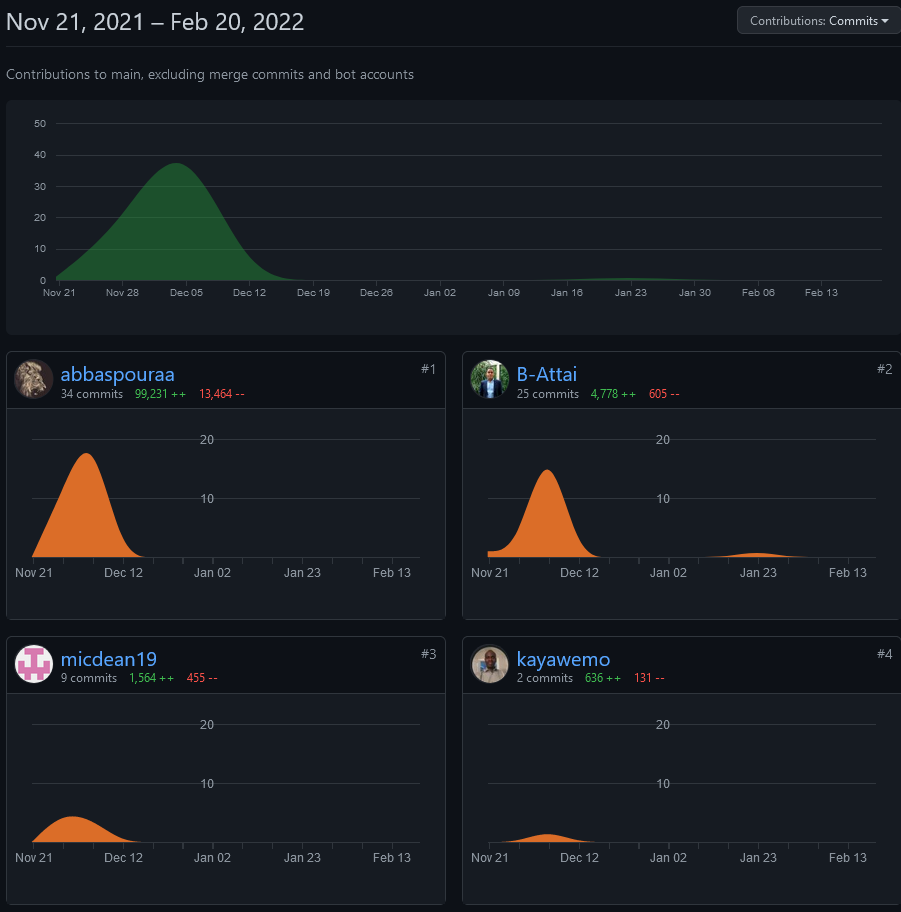 Nov 21, 2021 – Feb 20, 2022
Contributions: Commits
Contributions to main, excluding merge commits and bot accounts
50
40
30
20
10
0
Nov 21 Nov 28 Dec 05 Dec 12 Dec 19 Dec 26 Jan 02 Jan 09 Jan 16 Jan 23 Jan 30 Feb 06 Feb 13
abbaspouraa #1
34 commits 99,231 ++ 13,464 --
20
10
Nov 21 Dec 12 Jan 02 Jan 23 Feb 13
B-Attai #2
25 commits 4,778 ++ 605 --
20
10
Nov 21 Dec 12 Jan 02 Jan 23 Feb 13
micdean19 #3
9 commits 1,564 ++ 455 --
20
10
Nov 21 Dec 12 Jan 02 Jan 23 Feb 13
kayawemo #4
2 commits 636 ++ 131 --
20
10
Nov 21 Dec 12 Jan 02 Jan 23 Feb 13